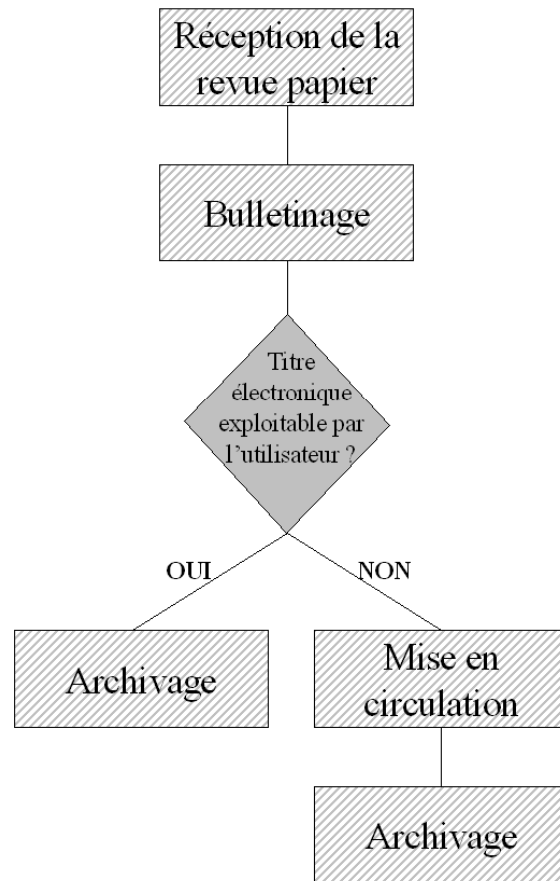 Réception de la
revue papier
Bulletinage
Titre
électronique
exploitable par
l’utilisateur ?
OUI
NON
Archivage
Mise en
circulation
Archivage